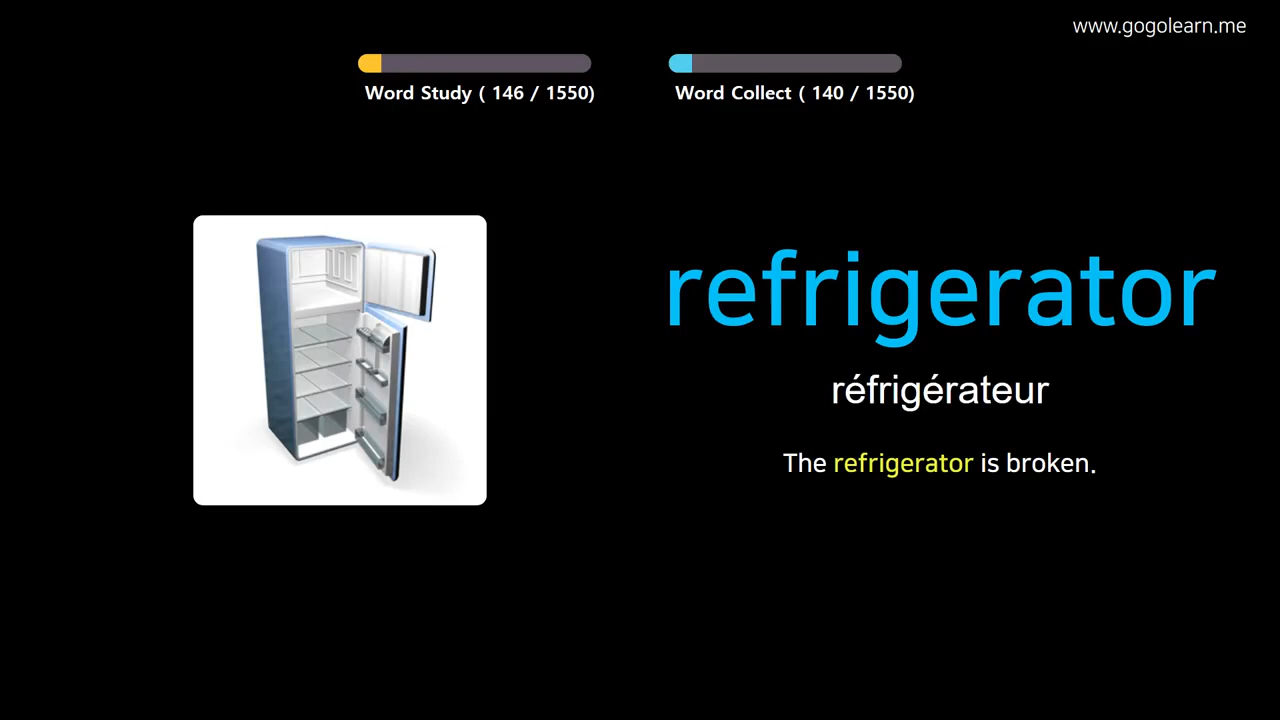 www.gogolearn.me
Word Study ( 146 / 1550)
Word Collect ( 140 / 1550)
refrigerator
réfrigérateur
The refrigerator is broken.